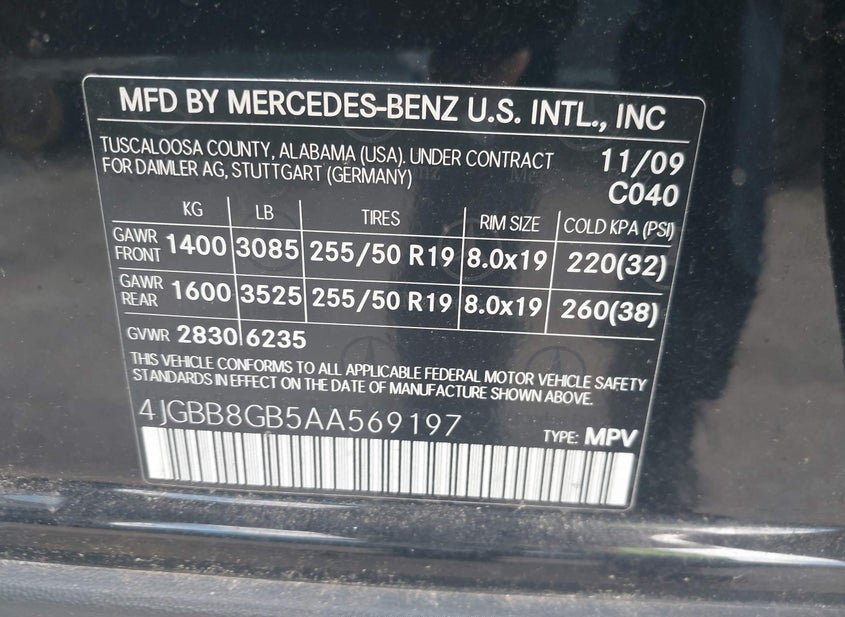 MFD BY MERCEDES-BENZ U.S. INTL., INC
TUSCALOOSA COUNTY, ALABAMA (USA). UNDER CONTRACT
FOR DAIMLER AG, STUTTGART (GERMANY)
11/09
C040
KG LB TIRES RIM SIZE COLD KPA (PSI)
GAWR FRONT 1400 3085 255/50 R19 8.0x19 220(32)
GAWR REAR 1600 3525 255/50 R19 8.0x19 260(38)
GVWR 2830 6235
THIS VEHICLE CONFORMS TO ALL APPLICABLE FEDERAL MOTOR VEHICLE SAFETY
STANDARDS IN EFFECT ON THE DATE OF MANUFACTURE SHOWN ABOVE.
4JGBB8GB5AA569197
TYPE: MPV